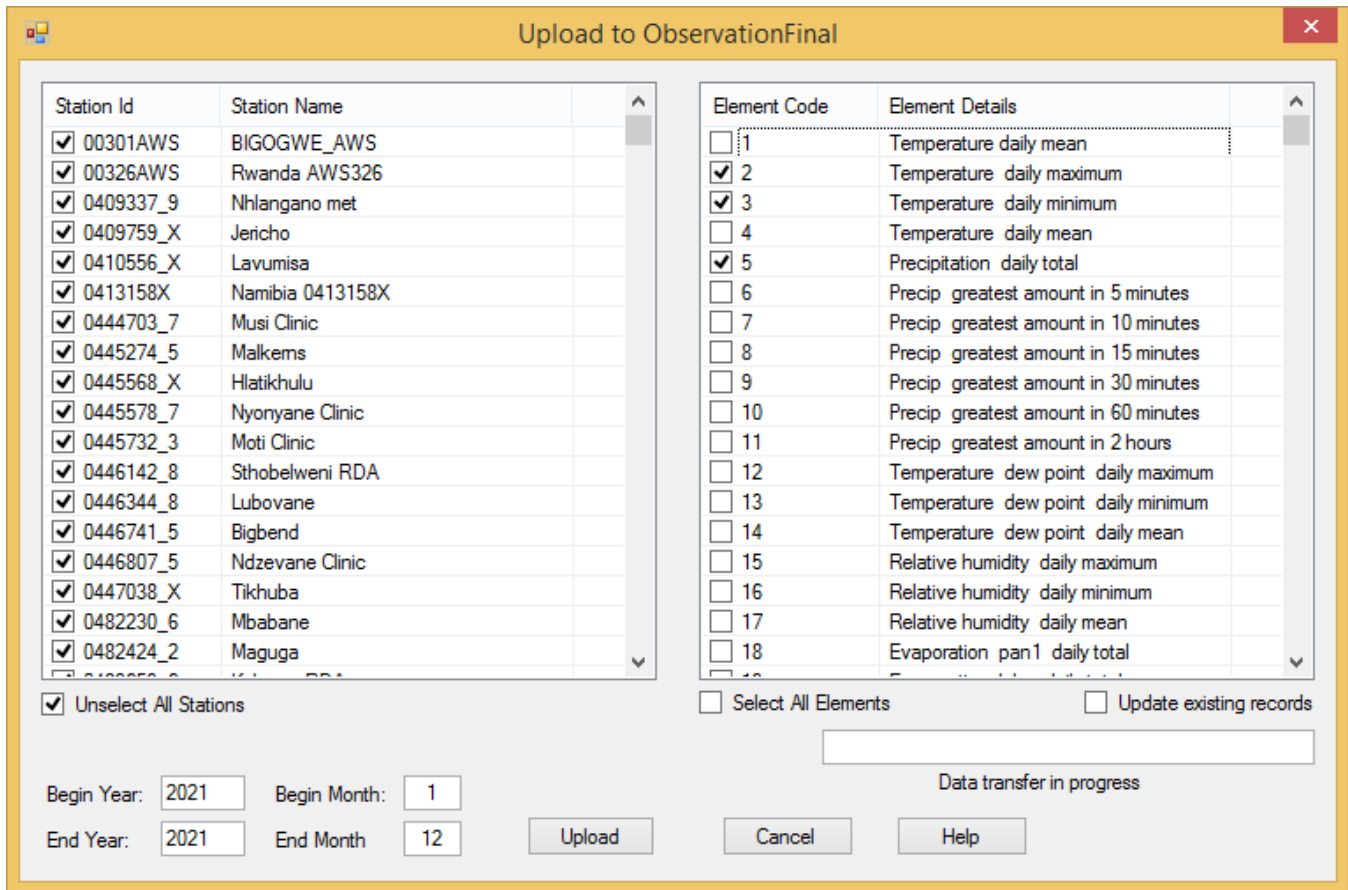 Upload to ObservationFinal
Station Id Station Name
00301AWS BIGOGWE_AWS
00326AWS Rwanda AWS326
0409337_9 Nhlangano met
0409759_X Jericho
0410556_X Lavumisa
0413158X Namibia 0413158X
0444703_7 Musi Clinic
0445274_5 Malkerns
0445568_X Hlatikhulu
0445578_7 Nyonyane Clinic
0445732_3 Moti Clinic
0446142_8 Sthobelweni RDA
0446344_8 Lubovane
0446741_5 Bigbend
0446807_5 Ndzevane Clinic
0447038_X Tikhuba
0482230_6 Mbabane
0482424_2 Maguga
Unselect All Stations
Element Code Element Details
1 Temperature daily mean
2 Temperature daily maximum
3 Temperature daily minimum
4 Temperature daily mean
5 Precipitation daily total
6 Precip greatest amount in 5 minutes
7 Precip greatest amount in 10 minutes
8 Precip greatest amount in 15 minutes
9 Precip greatest amount in 30 minutes
10 Precip greatest amount in 60 minutes
11 Precip greatest amount in 2 hours
12 Temperature dew point daily maximum
13 Temperature dew point daily minimum
14 Temperature dew point daily mean
15 Relative humidity daily maximum
16 Relative humidity daily minimum
17 Relative humidity daily mean
18 Evaporation pan1 daily total
Select All Elements Update existing records
Data transfer in progress
Begin Year: 2021 Begin Month: 1
End Year: 2021 End Month 12 Upload Cancel Help